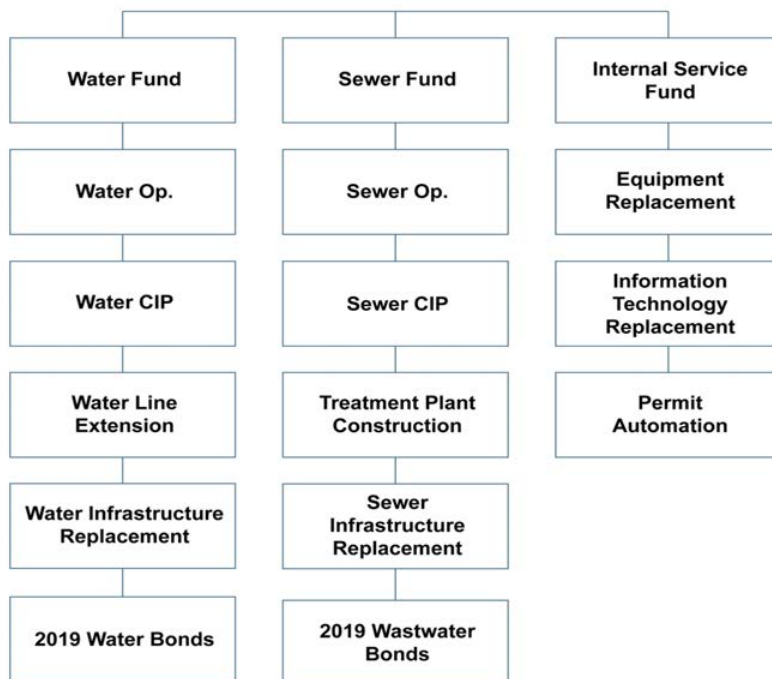 Water Fund
Sewer Fund
Internal Service
Fund
Water Op.
Sewer Op.
Equipment
Replacement
Water CIP
Sewer CIP
Information
Technology
Replacement
Water Line
Extension
Treatment Plant
Construction
Permit
Automation
Water Infrastructure
Replacement
Sewer
Infrastructure
Replacement
2019 Water Bonds
2019 Wastwater
Bonds